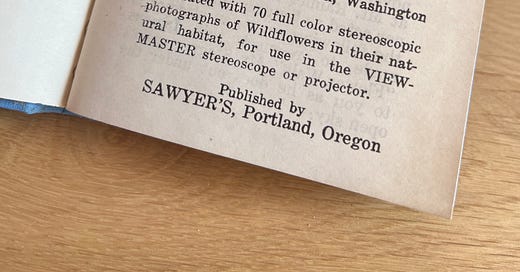 Washington
with 70 full color stereoscopic
photographs of Wildflowers in their nat-
ural habitat, for use in the VIEW-
MASTER stereoscope or projector.
Published by
SAWYER'S, Portland, Oregon